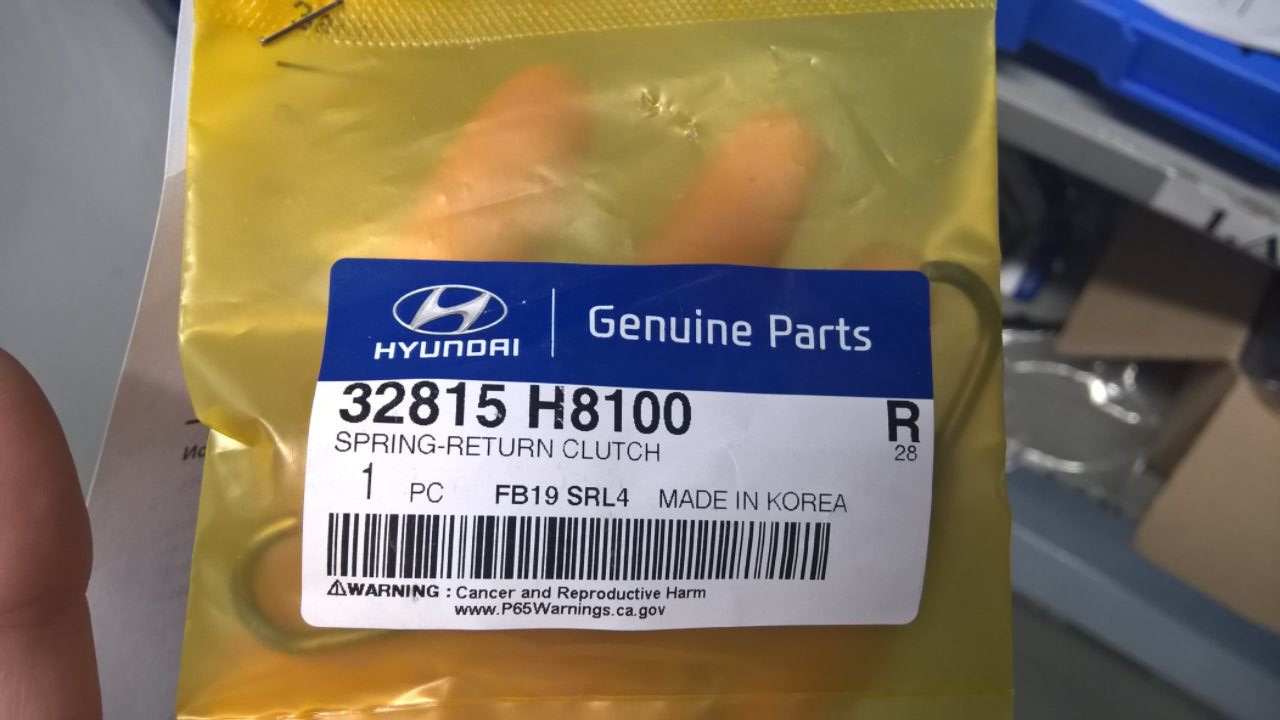 HYUNDAI
Genuine Parts
32815 H8100 R
SPRING-RETURN CLUTCH 28
1 PC FB19 SRL4 MADE IN KOREA
⚠WARNING : Cancer and Reproductive Harm
www.P65Warnings.ca.gov